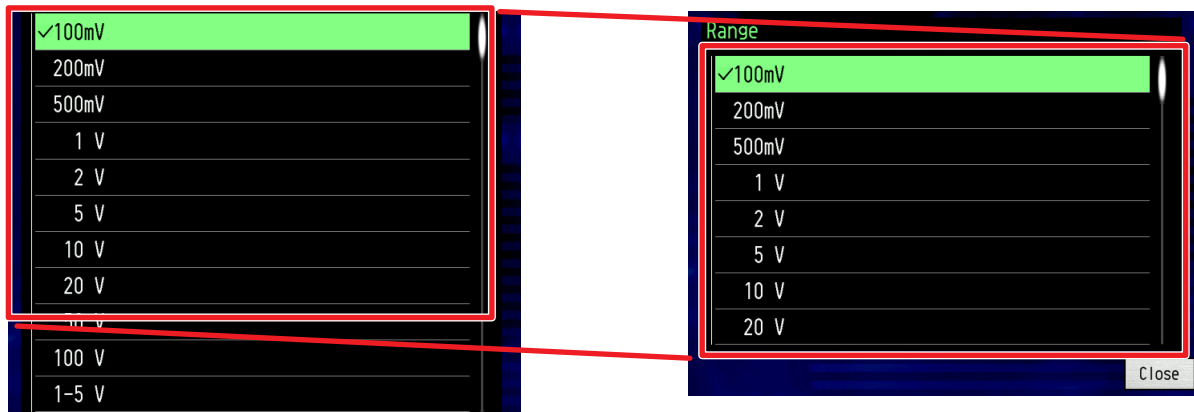 ✓100mV
200mV
500mV
1 V
2 V
5 V
10 V
20 V
100 V
1-5 V
Range
✓100mV
200mV
500mV
1 V
2 V
5 V
10 V
20 V
Close